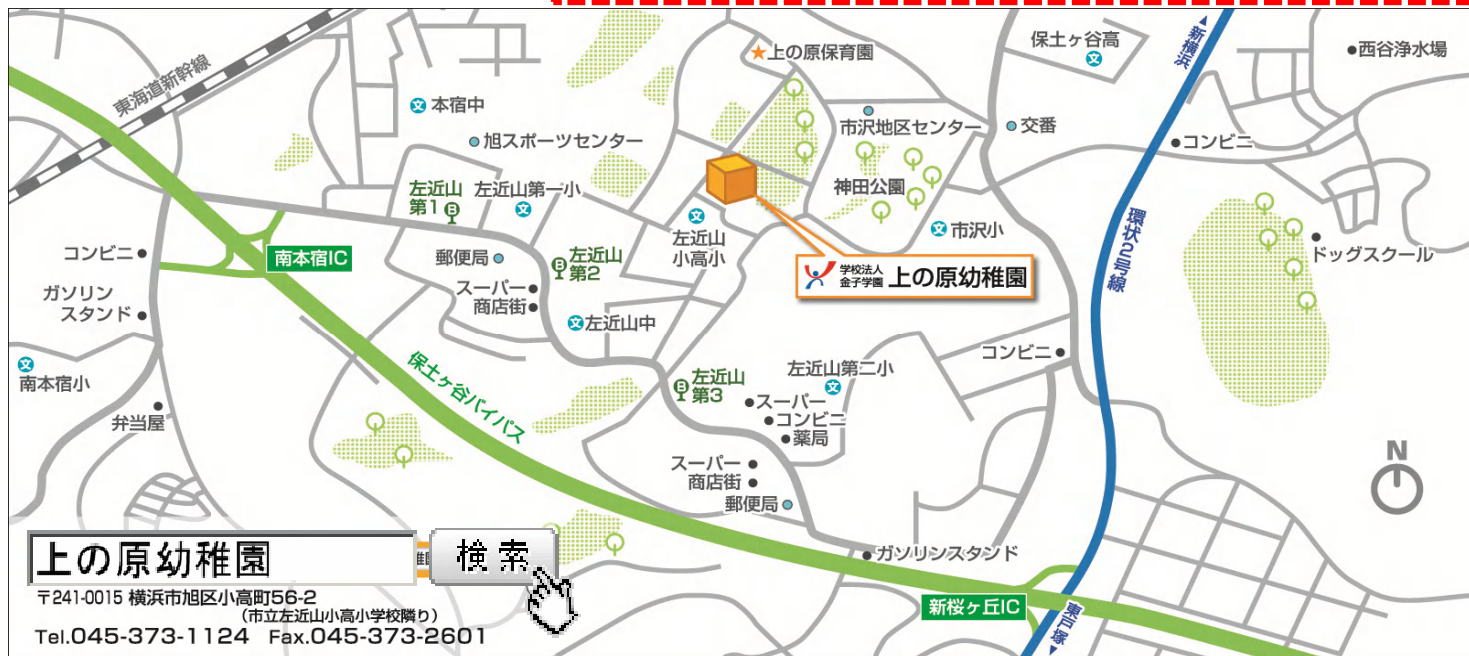 東海道新幹線
本宿中
旭スポーツセンター
上の原保育園
保土ヶ谷高
▲新横浜
西谷浄水場
市沢地区センター
交番
コンビニ
左近山
第1
B
左近山第一小
神田公園
左近山
小高小
市沢小
環状2号線
ドッグスクール
コンビニ
南本宿IC
郵便局
左近山
第2
B
学校法人
金子学園
上の原幼稚園
ガソリン
スタンド
スーパー
商店街
左近山中
コンビニ
南本宿小
保土ヶ谷バイパス
左近山
第3
B
左近山第二小
スーパー
コンビニ
薬局
弁当屋
スーパー
商店街
郵便局
N
ガソリンスタンド
新桜ヶ丘IC
東戸塚▼
上の原幼稚園
検索
〒241-0015 横浜市旭区小高町56-2
(市立左近山小高小学校隣り)
Tel.045-373-1124 Fax.045-373-2601
文
文
文
文
文
文
文
文